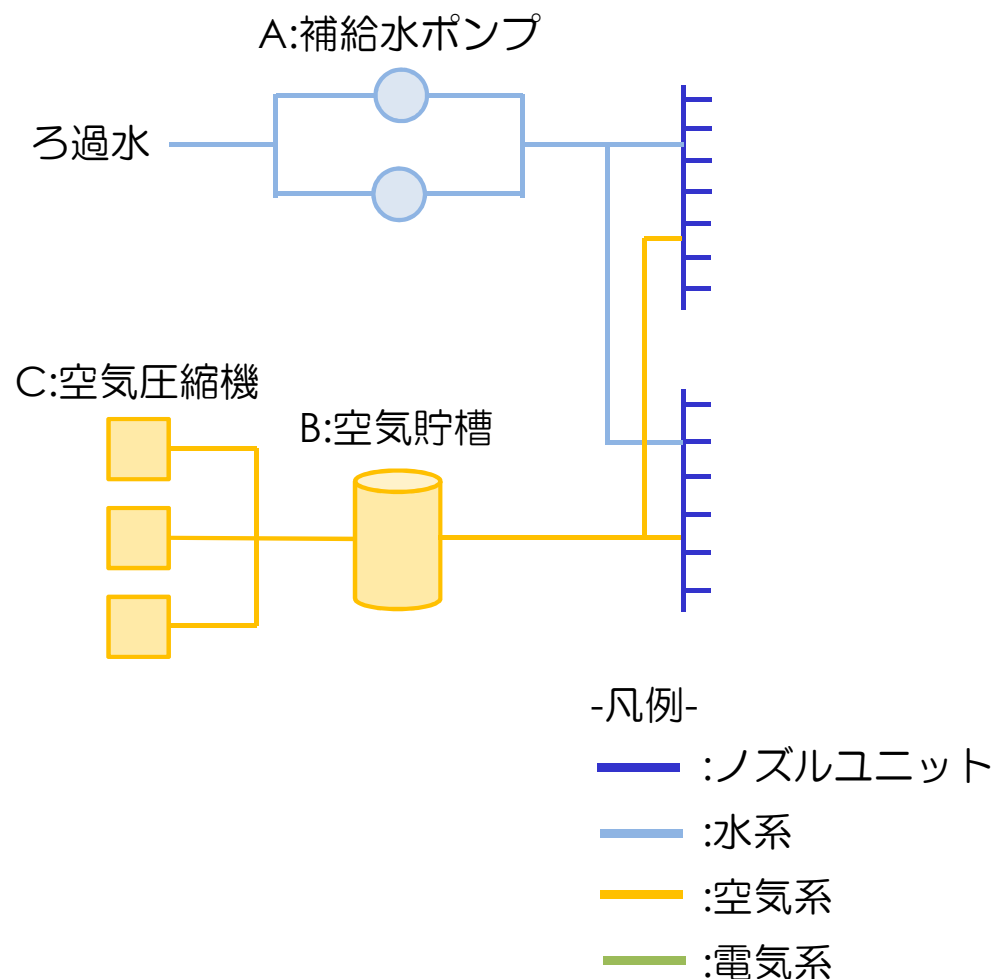 A:補給水ポンプ
ろ過水
C:空気圧縮機
B:空気貯槽
-凡例-
:ノズルユニット
:水系
:空気系
:電気系